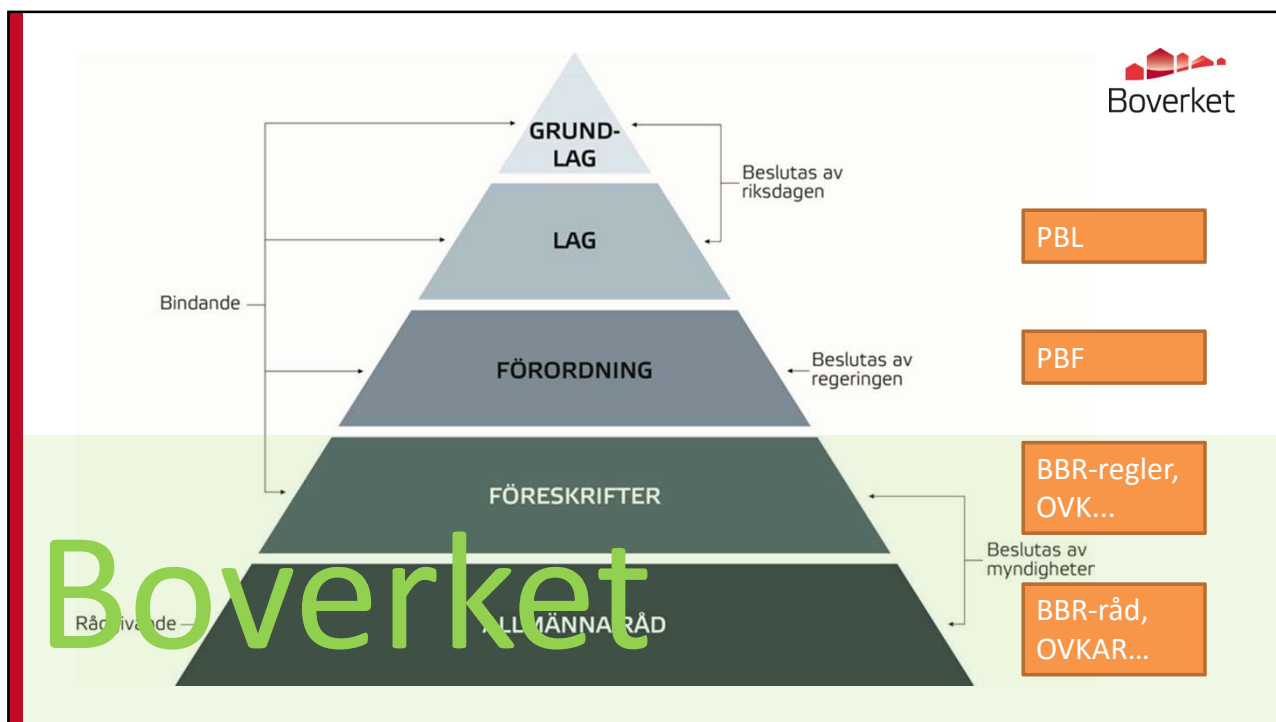 Boverket
GRUND-
LAG
Beslutas av
riksdagen
LAG
PBL
Bindande
FÖRORDNING
Beslutas av
regeringen
PBF
FÖRESKRIFTER
BBR-regler,
OVK...
Beslutas av
myndigheter
Boverket
Rådgivande
ALLMÄNNA RÅD
BBR-råd,
OVKAR...